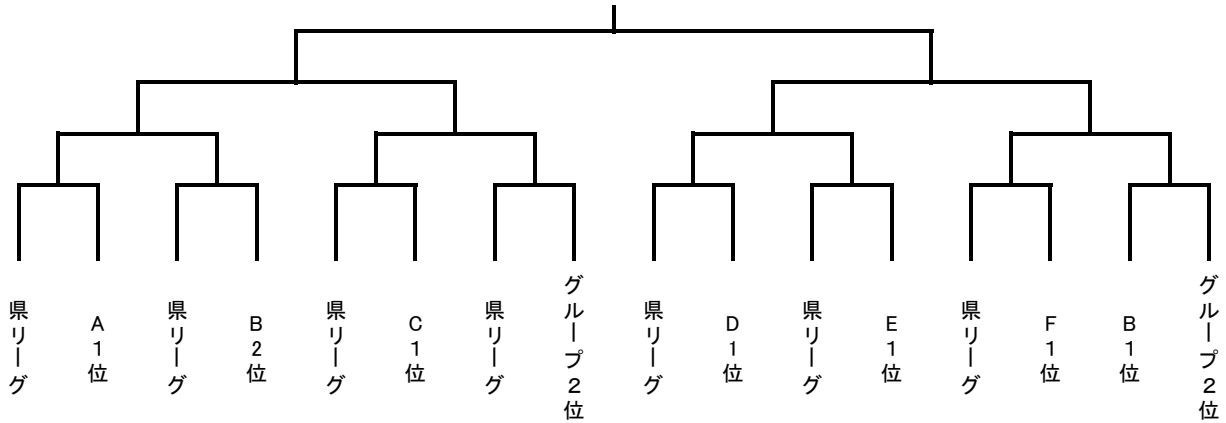 県リーグ
A1位
県リーグ
B2位
県リーグ
C1位
県リーグ
グループ2位
県リーグ
D1位
県リーグ
E1位
県リーグ
F1位
B1位
グループ2位